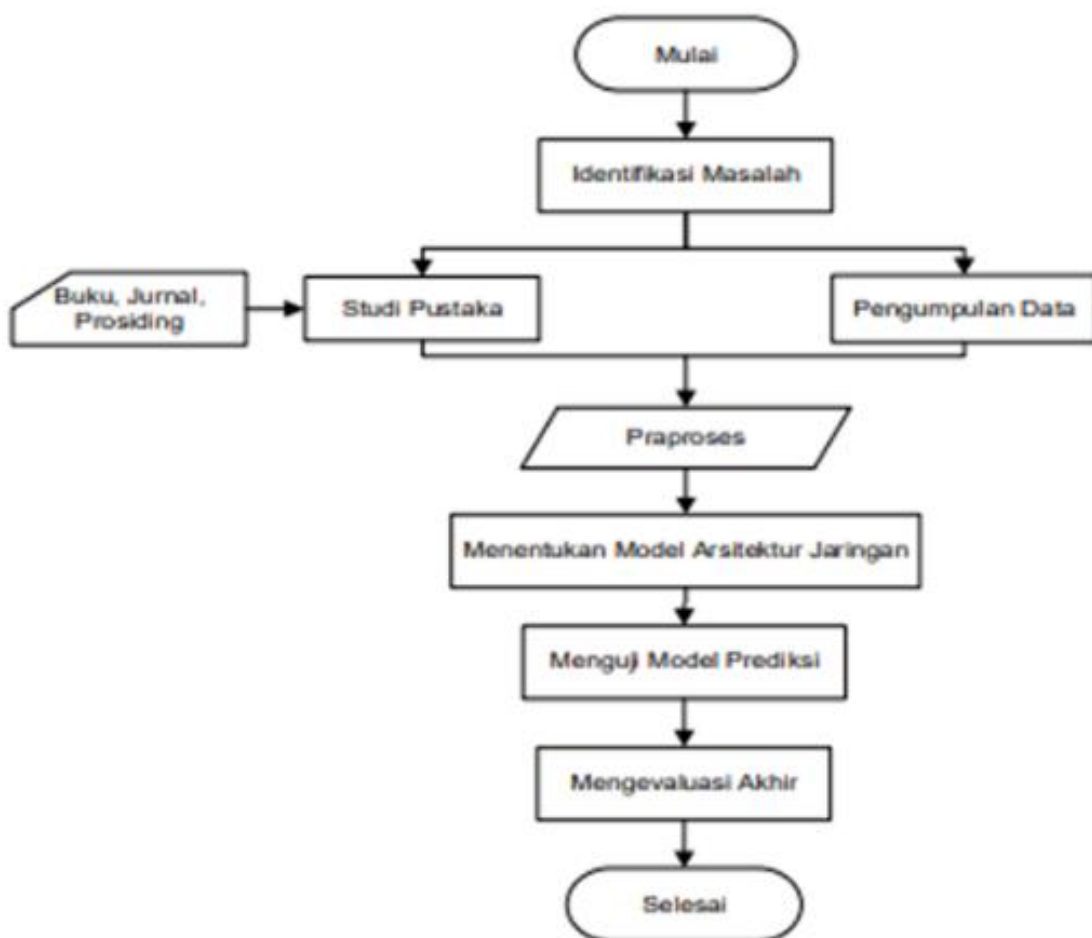 Mulai
Identifikasi Masalah
Buku, Jurnal,
Prosiding
Studi Pustaka
Pengumpulan Data
Praproses
Menentukan Model Arsitektur Jaringan
Menguji Model Prediksi
Mengevaluasi Akhir
Selesai